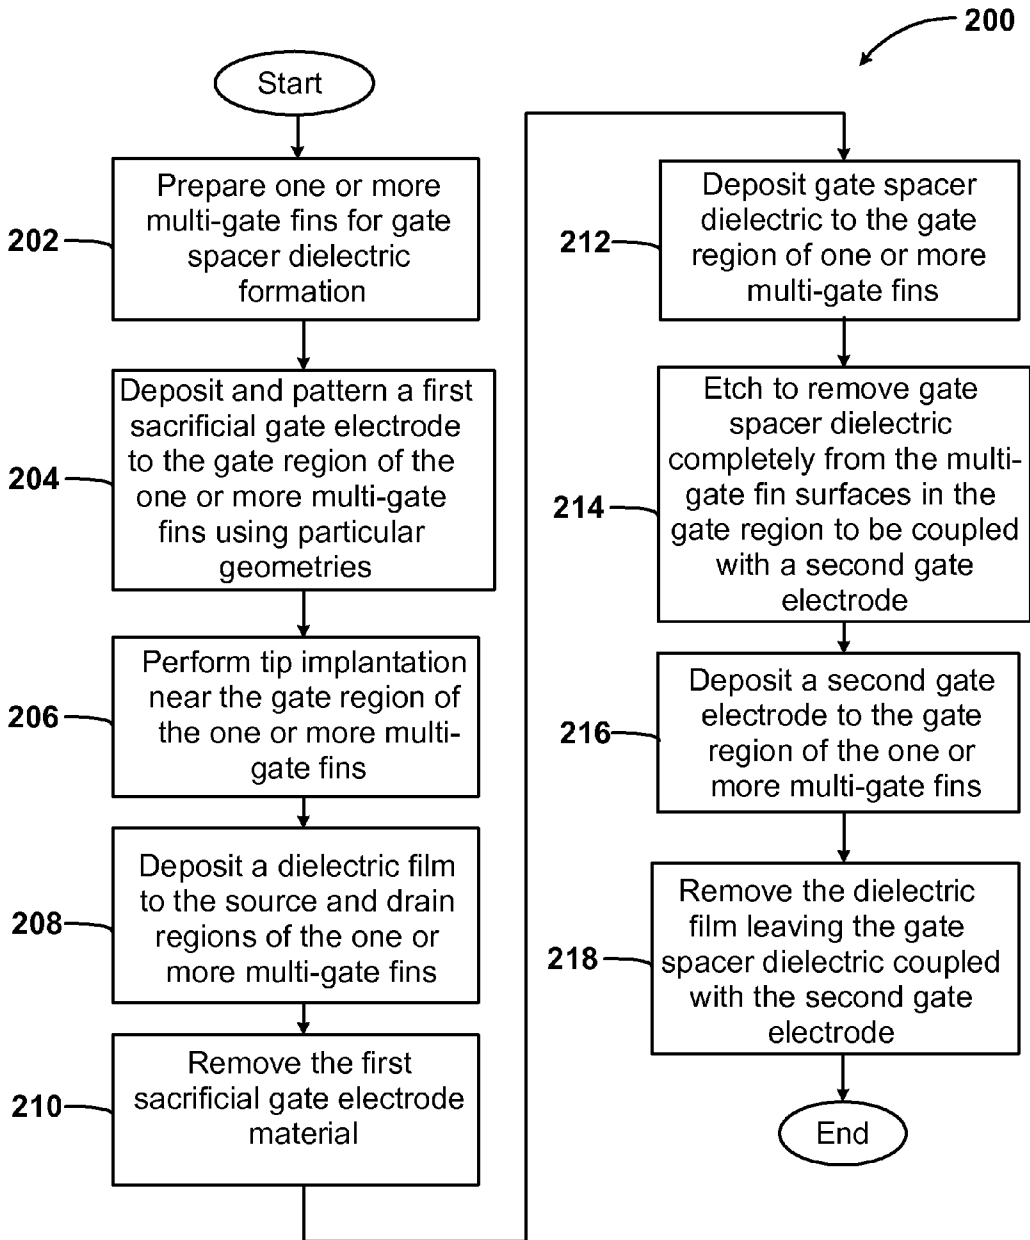 200
Start
Prepare one or more
multi-gate fins for gate
spacer dielectric
formation
202
Deposit and pattern a first
sacrificial gate electrode
to the gate region of the
one or more multi-gate
fins using particular
geometries
204
Perform tip implantation
near the gate region of
the one or more multi-
gate fins
206
Deposit a dielectric film
to the source and drain
regions of the one or
more multi-gate fins
208
Remove the first
sacrificial gate electrode
material
210
Deposit gate spacer
dielectric to the gate
region of one or more
multi-gate fins
212
Etch to remove gate
spacer dielectric
completely from the multi-
gate fin surfaces in the
gate region to be coupled
with a second gate
electrode
214
Deposit a second gate
electrode to the gate
region of the one or
more multi-gate fins
216
Remove the dielectric
film leaving the gate
spacer dielectric coupled
with the second gate
electrode
218
End